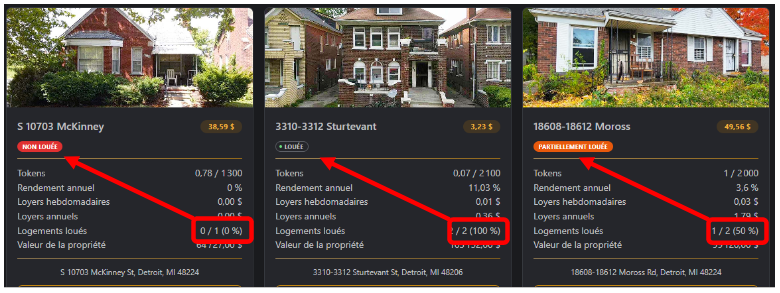 S 10703 McKinney
38,59 $
NON LOUÉE
Tokens
0,78 / 1 300
Rendement annuel
0 %
Loyers hebdomadaires
0,00 $
Loyers annuels
0,00 $
Logements loués
0 / 1 (0 %)
Valeur de la propriété
S 10703 McKinney St, Detroit, MI 48224
3310-3312 Sturtevant
3,23 $
LOUÉE
Tokens
0,07 / 2 100
Rendement annuel
11,03 %
Loyers hebdomadaires
0,01 $
Loyers annuels
0,36 $
Logements loués
2 / 2 (100 %)
Valeur de la propriété
3310-3312 Sturtevant St, Detroit, MI 48206
18608-18612 Moross
49,56 $
PARTIELLEMENT LOUÉE
Tokens
1 / 2 000
Rendement annuel
3,6 %
Loyers hebdomadaires
0,03 $
Loyers annuels
1,79 $
Logements loués
1 / 2 (50 %)
Valeur de la propriété
18608-18612 Moross Rd, Detroit, MI 48224